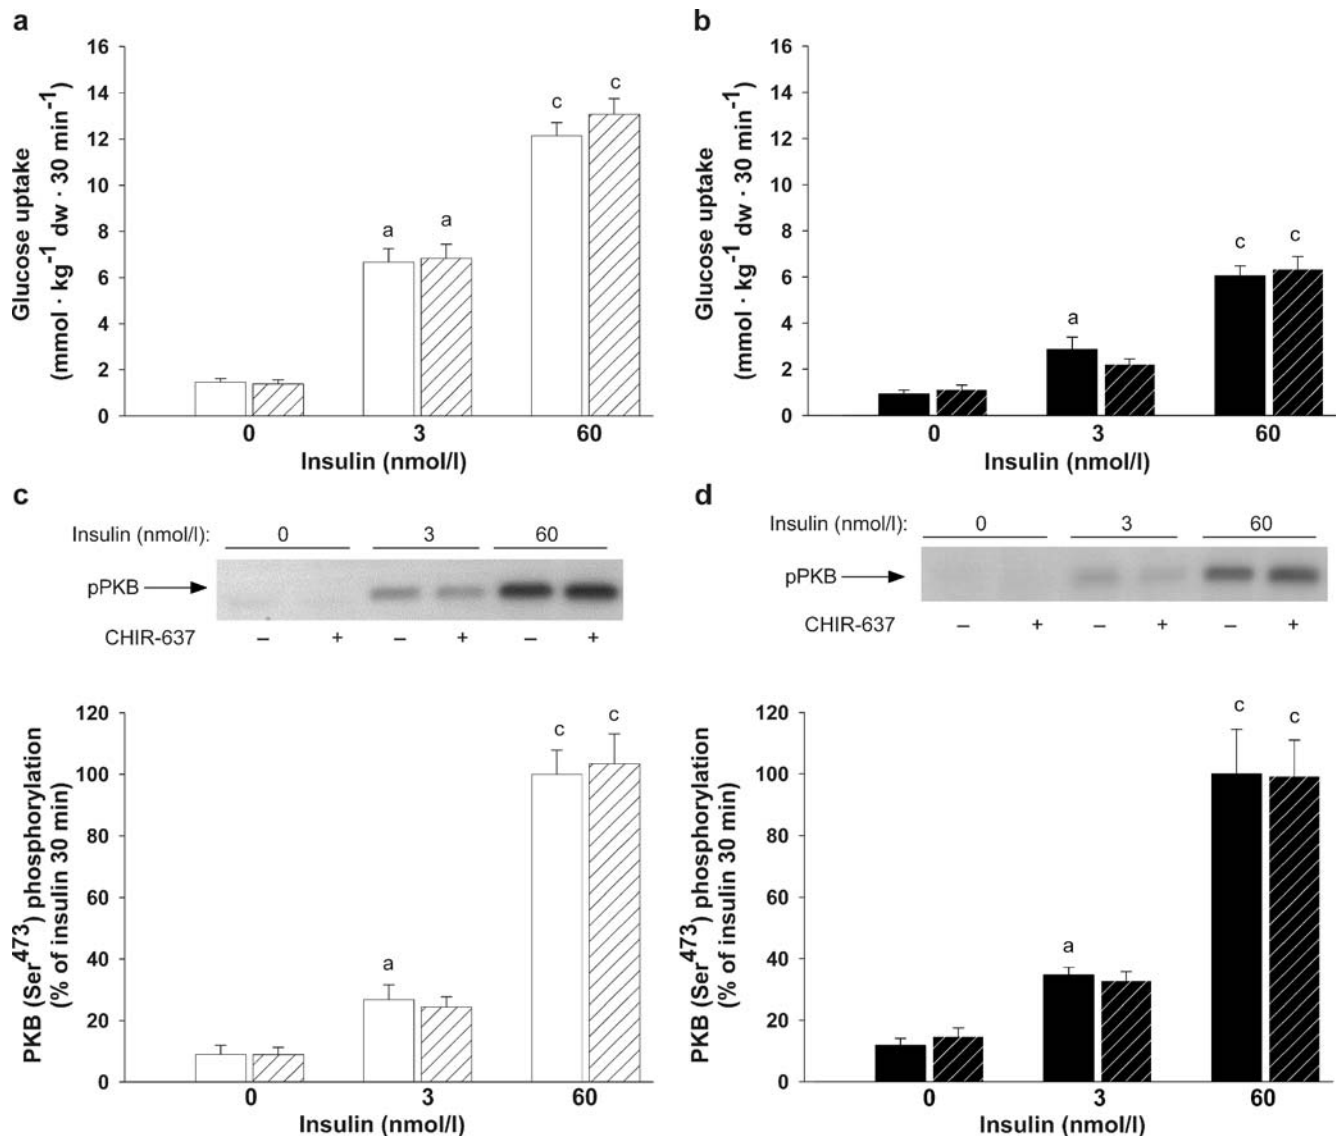 a
16
14
12
10
8
6
4
2
0
Glucose uptake
(mmol · kg⁻¹ dw · 30 min⁻¹)
a
a
c
c
0 3 60
Insulin (nmol/l)
b
16
14
12
10
8
6
4
2
0
Glucose uptake
(mmol · kg⁻¹ dw · 30 min⁻¹)
a
c
c
0 3 60
Insulin (nmol/l)
c
Insulin (nmol/l): 0 3 60
pPKB
CHIR-637 – + – + – +
120
100
80
60
40
20
0
PKB (Ser⁴⁷³) phosphorylation
(% of insulin 30 min)
a
c
c
0 3 60
Insulin (nmol/l)
d
Insulin (nmol/l): 0 3 60
pPKB
CHIR-637 – + – + – +
120
100
80
60
40
20
0
PKB (Ser⁴⁷³) phosphorylation
(% of insulin 30 min)
a
c
c
0 3 60
Insulin (nmol/l)